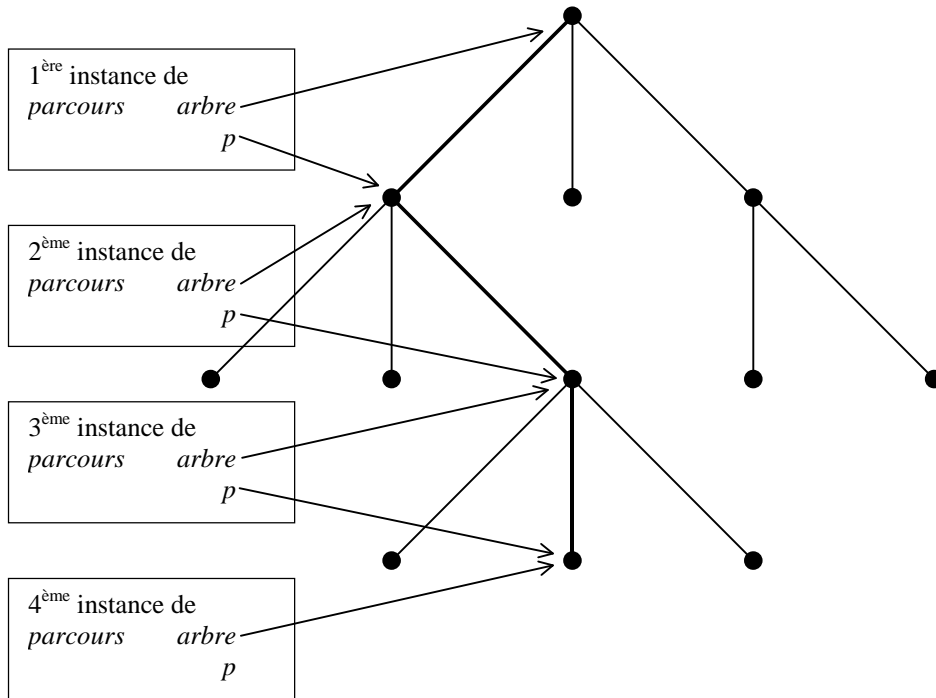 1ère instance de
parcours arbre
p
2ème instance de
parcours arbre
p
3ème instance de
parcours arbre
p
4ème instance de
parcours arbre
p